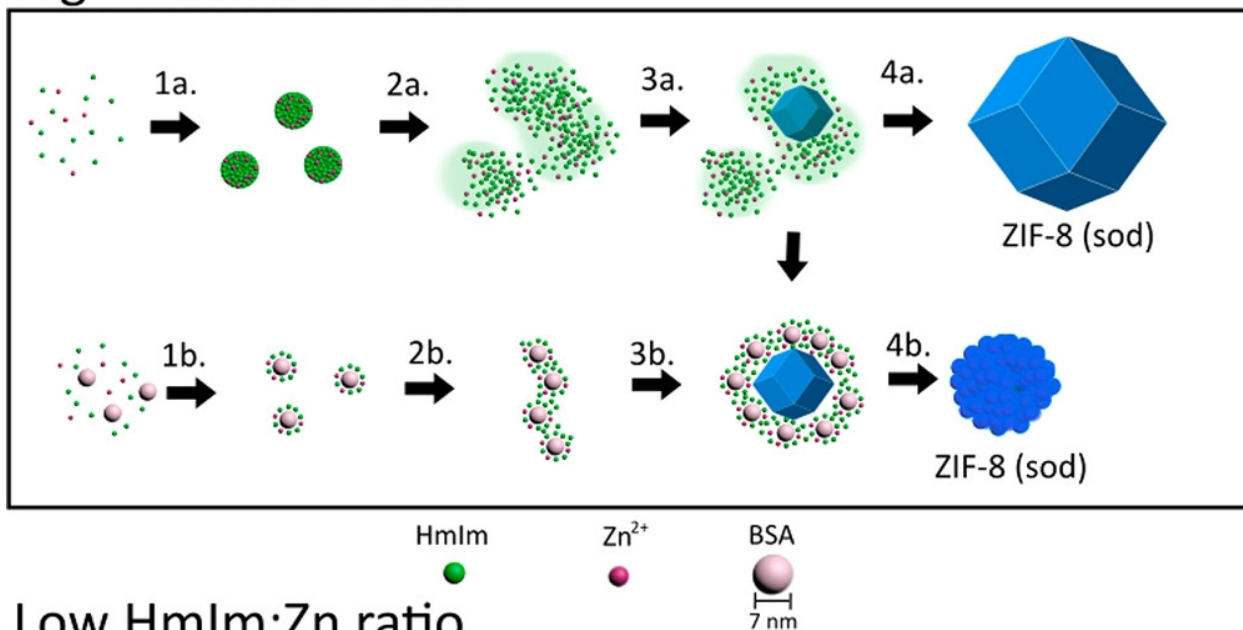 1a.
2a.
3a.
4a.
ZIF-8 (sod)
1b.
2b.
3b.
4b.
ZIF-8 (sod)
HmIm
Zn²⁺
BSA
7 nm
Low HmIm:Zn ratio